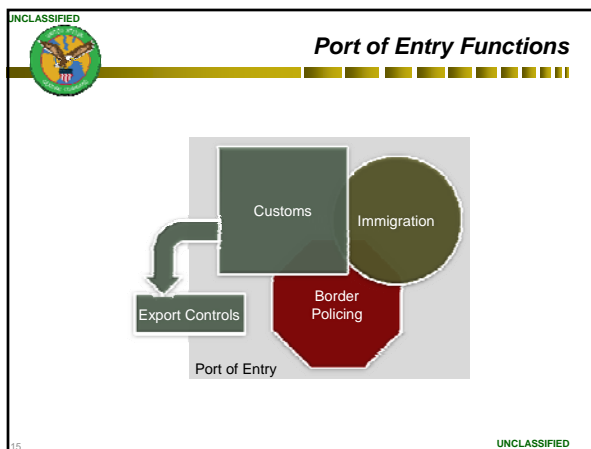 UNCLASSIFIED
Port of Entry Functions
Customs
Immigration
Border
Policing
Export Controls
Port of Entry
15
UNCLASSIFIED